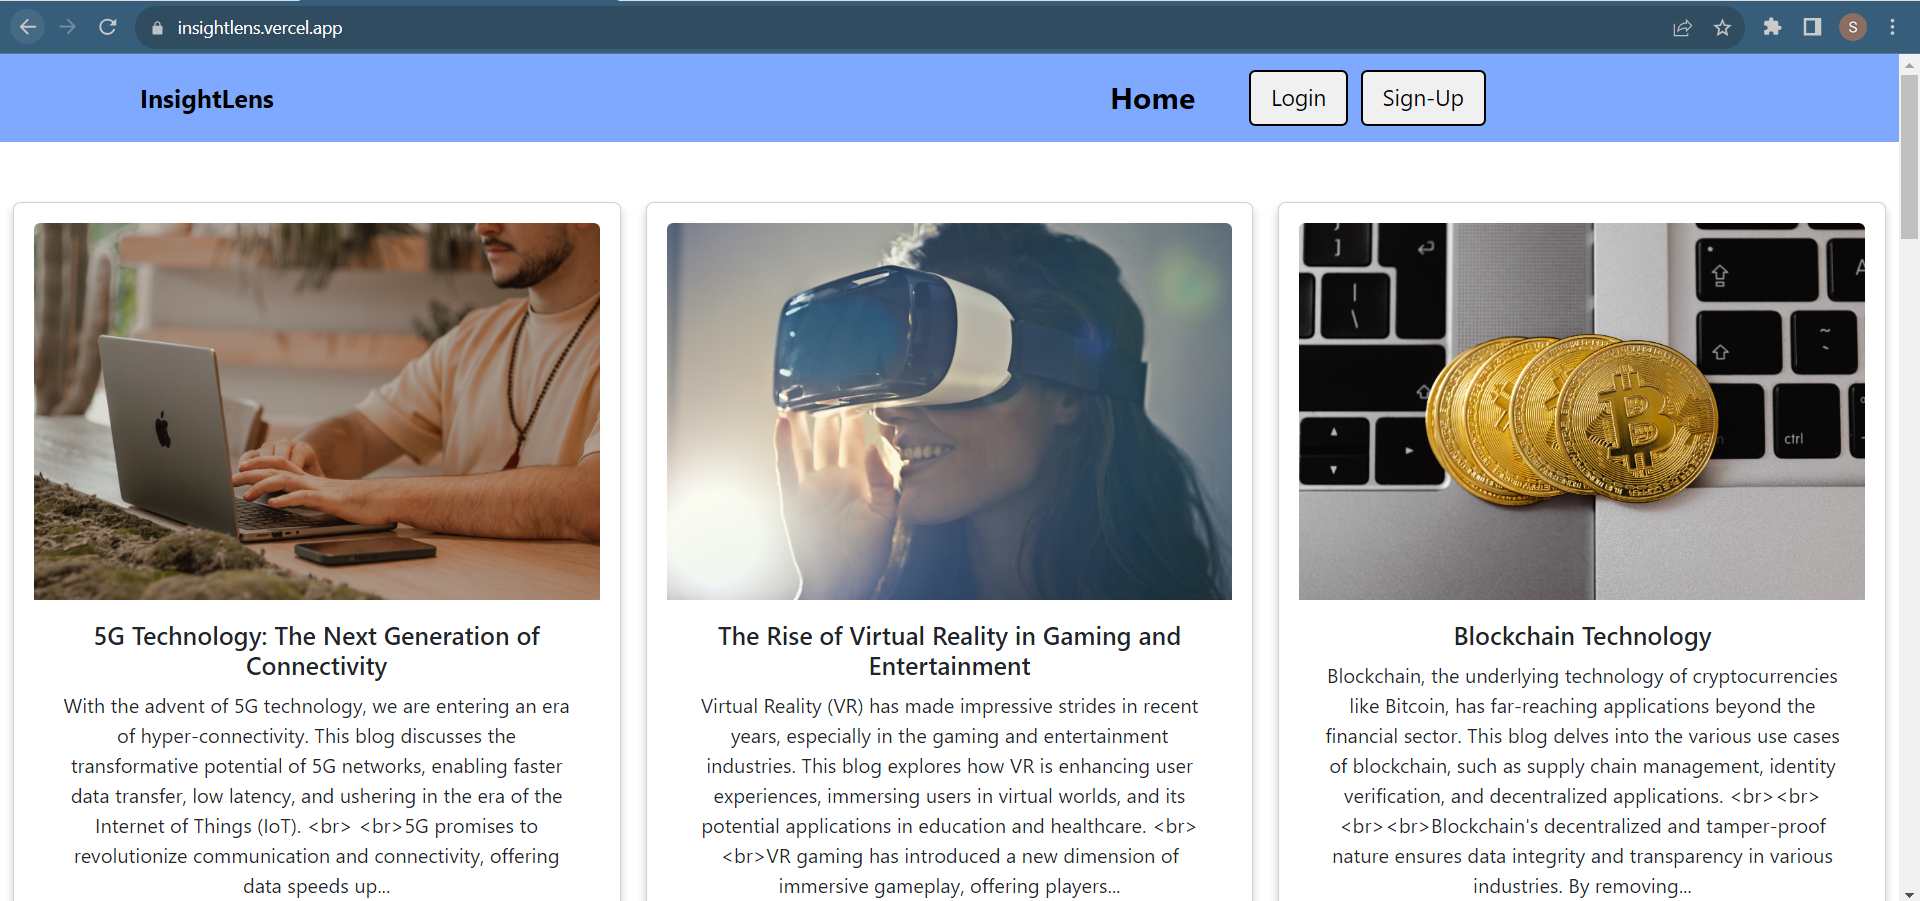 insightlens.vercel.app
S
InsightLens
Home
Login
Sign-Up
5G Technology: The Next Generation of
Connectivity
With the advent of 5G technology, we are entering an era
of hyper-connectivity. This blog discusses the
transformative potential of 5G networks, enabling faster
data transfer, low latency, and ushering in the era of the
Internet of Things (IoT). <br> <br>5G promises to
revolutionize communication and connectivity, offering
data speeds up...
The Rise of Virtual Reality in Gaming and
Entertainment
Virtual Reality (VR) has made impressive strides in recent
years, especially in the gaming and entertainment
industries. This blog explores how VR is enhancing user
experiences, immersing users in virtual worlds, and its
potential applications in education and healthcare. <br>
<br>VR gaming has introduced a new dimension of
immersive gameplay, offering players...
ctrl
Blockchain Technology
Blockchain, the underlying technology of cryptocurrencies
like Bitcoin, has far-reaching applications beyond the
financial sector. This blog delves into the various use cases
of blockchain, such as supply chain management, identity
verification, and decentralized applications. <br><br>
<br><br>Blockchain's decentralized and tamper-proof
nature ensures data integrity and transparency in various
industries. By removing...